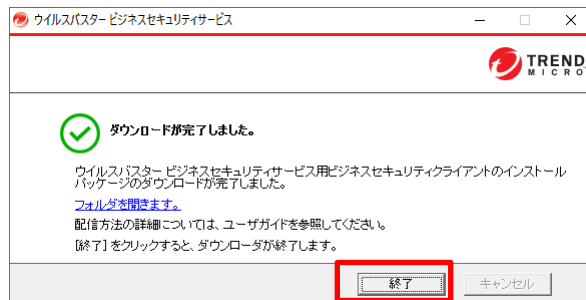 ウイルスバスター ビジネスセキュリティサービス
TREND
MICRO
ダウンロードが完了しました。
ウイルスバスター ビジネスセキュリティサービス用ビジネスセキュリティクライアントのインストール
パッケージのダウンロードが完了しました。
フォルダを開きます。
配信方法の詳細については、ユーザガイドを参照してください。
[終了] をクリックすると、ダウンローダが終了します。
終了
キャンセル